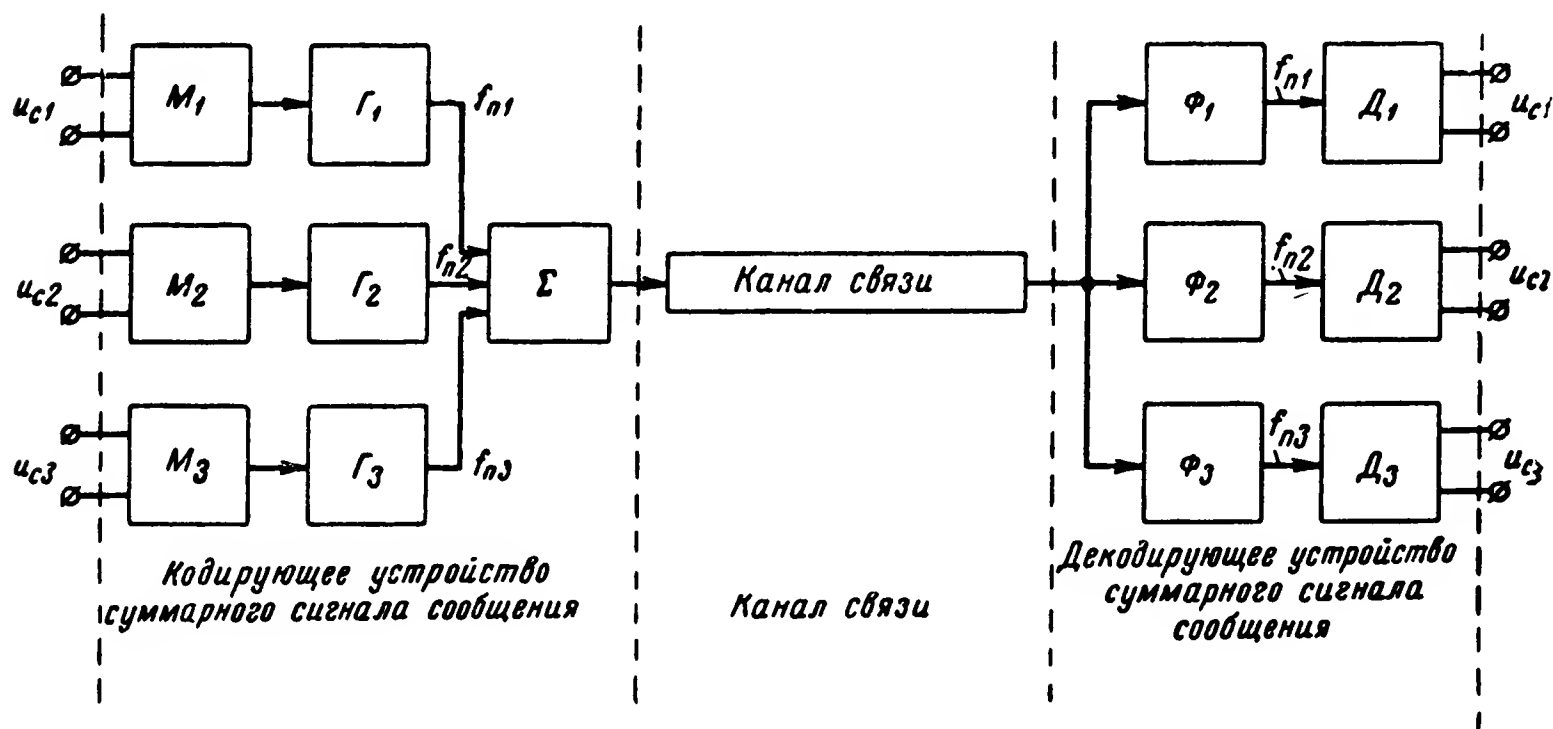 u_c1
M_1
Г_1
f_п1
Ф_1
f_п1
Д_1
u_c1
u_c2
M_2
Г_2
f_п2
Σ
Канал связи
Ф_2
f_п2
Д_2
u_c2
u_c3
M_3
Г_3
f_п3
Ф_3
f_п3
Д_3
u_c3
Кодирующее устройство
суммарного сигнала сообщения
Канал связи
Декодирующее устройство
суммарного сигнала
сообщения